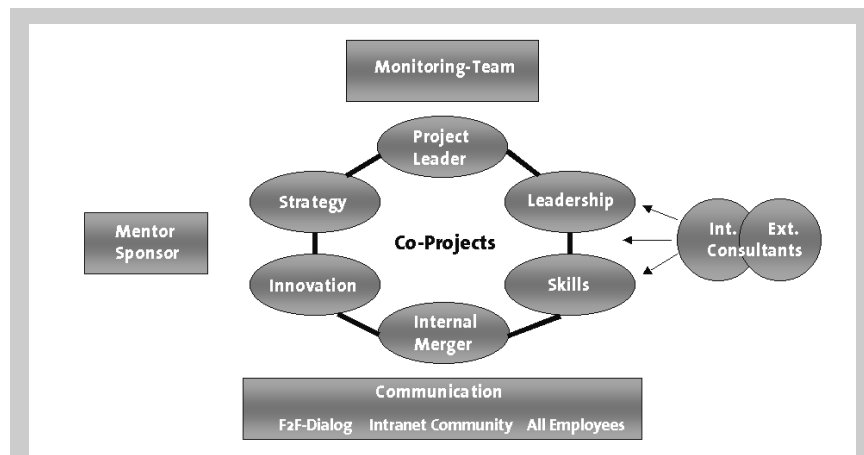 Monitoring-Team
Project
Leader
Strategy
Leadership
Mentor
Sponsor
Co-Projects
Int. Ext.
Consultants
Innovation
Skills
Internal
Merger
Communication
F2F-Dialog Intranet Community All Employees